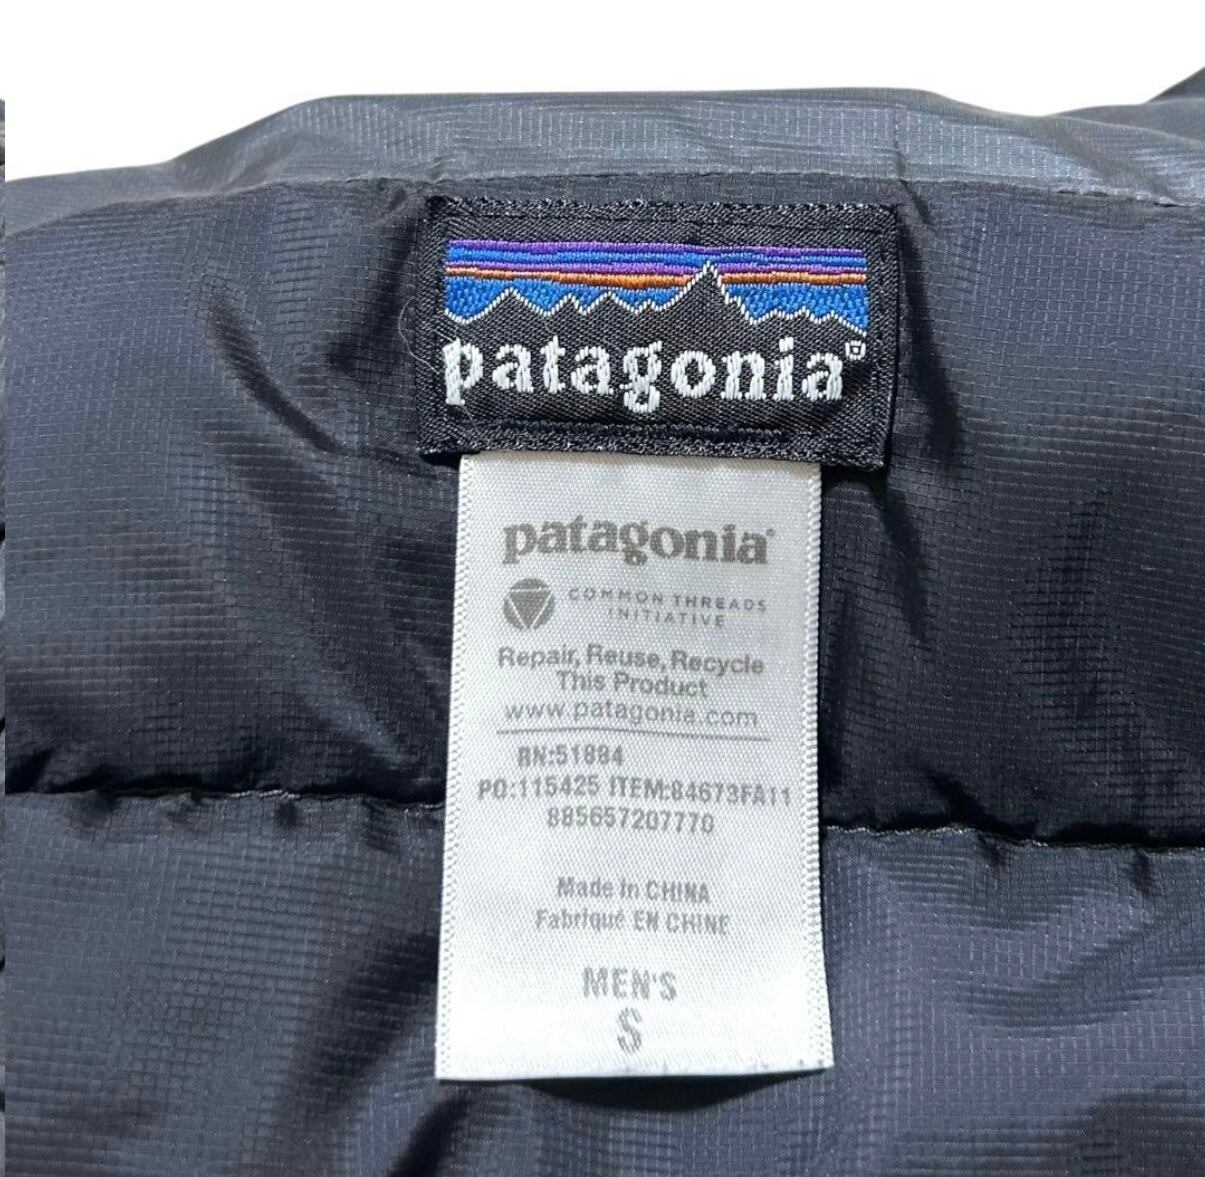 patagonia®
patagonia®
COMMON THREADS
INITIATIVE
Repair, Reuse, Recycle
This Product
www.patagonia.com
RN:51884
PO:115425 ITEM:84673FA11
885657207770
Made in CHINA
Fabriqué EN CHINE
MEN'S
S